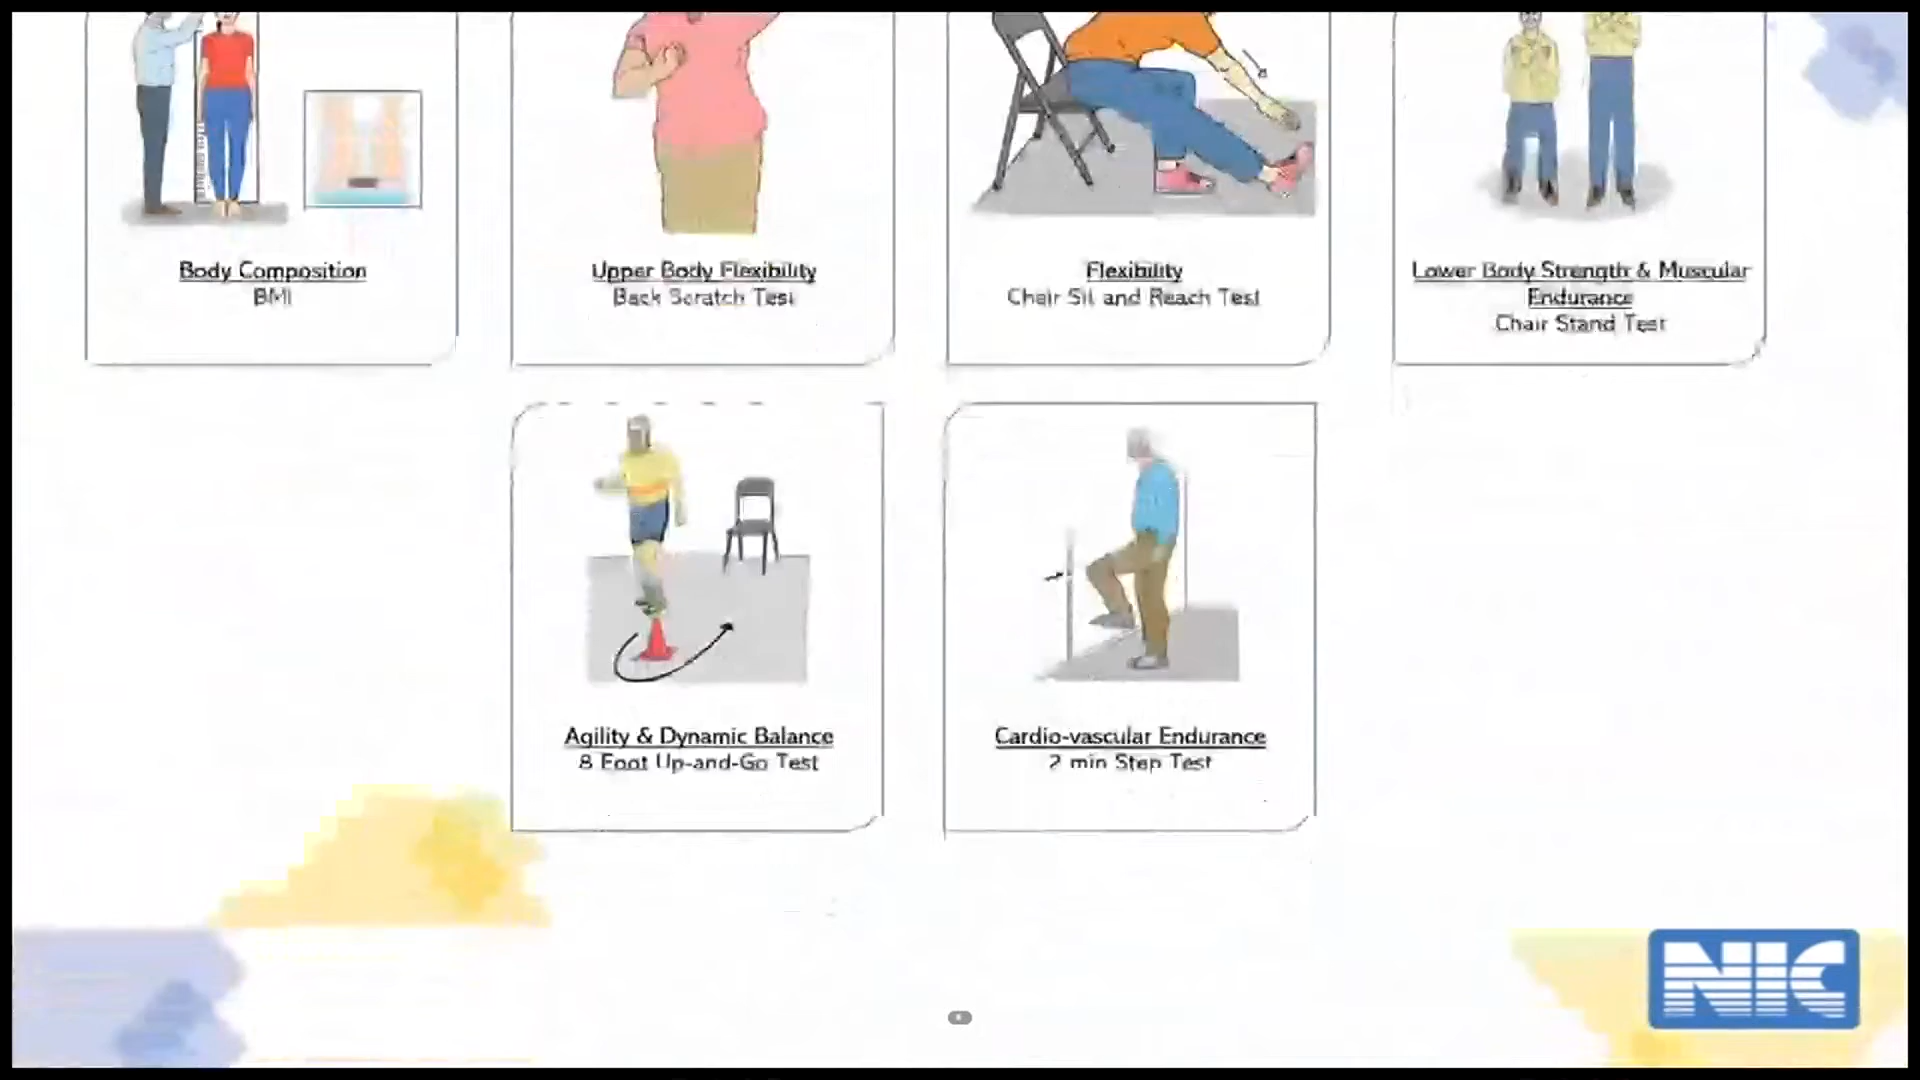 Body Composition
BMI
Upper Body Flexibility
Back Scratch Test
Flexibility
Chair Sit and Reach Test
Lower Body Strength & Muscular
Endurance
Chair Stand Test
Agility & Dynamic Balance
8 Foot Up-and-Go Test
Cardio-vascular Endurance
2 min Step Test
NIC